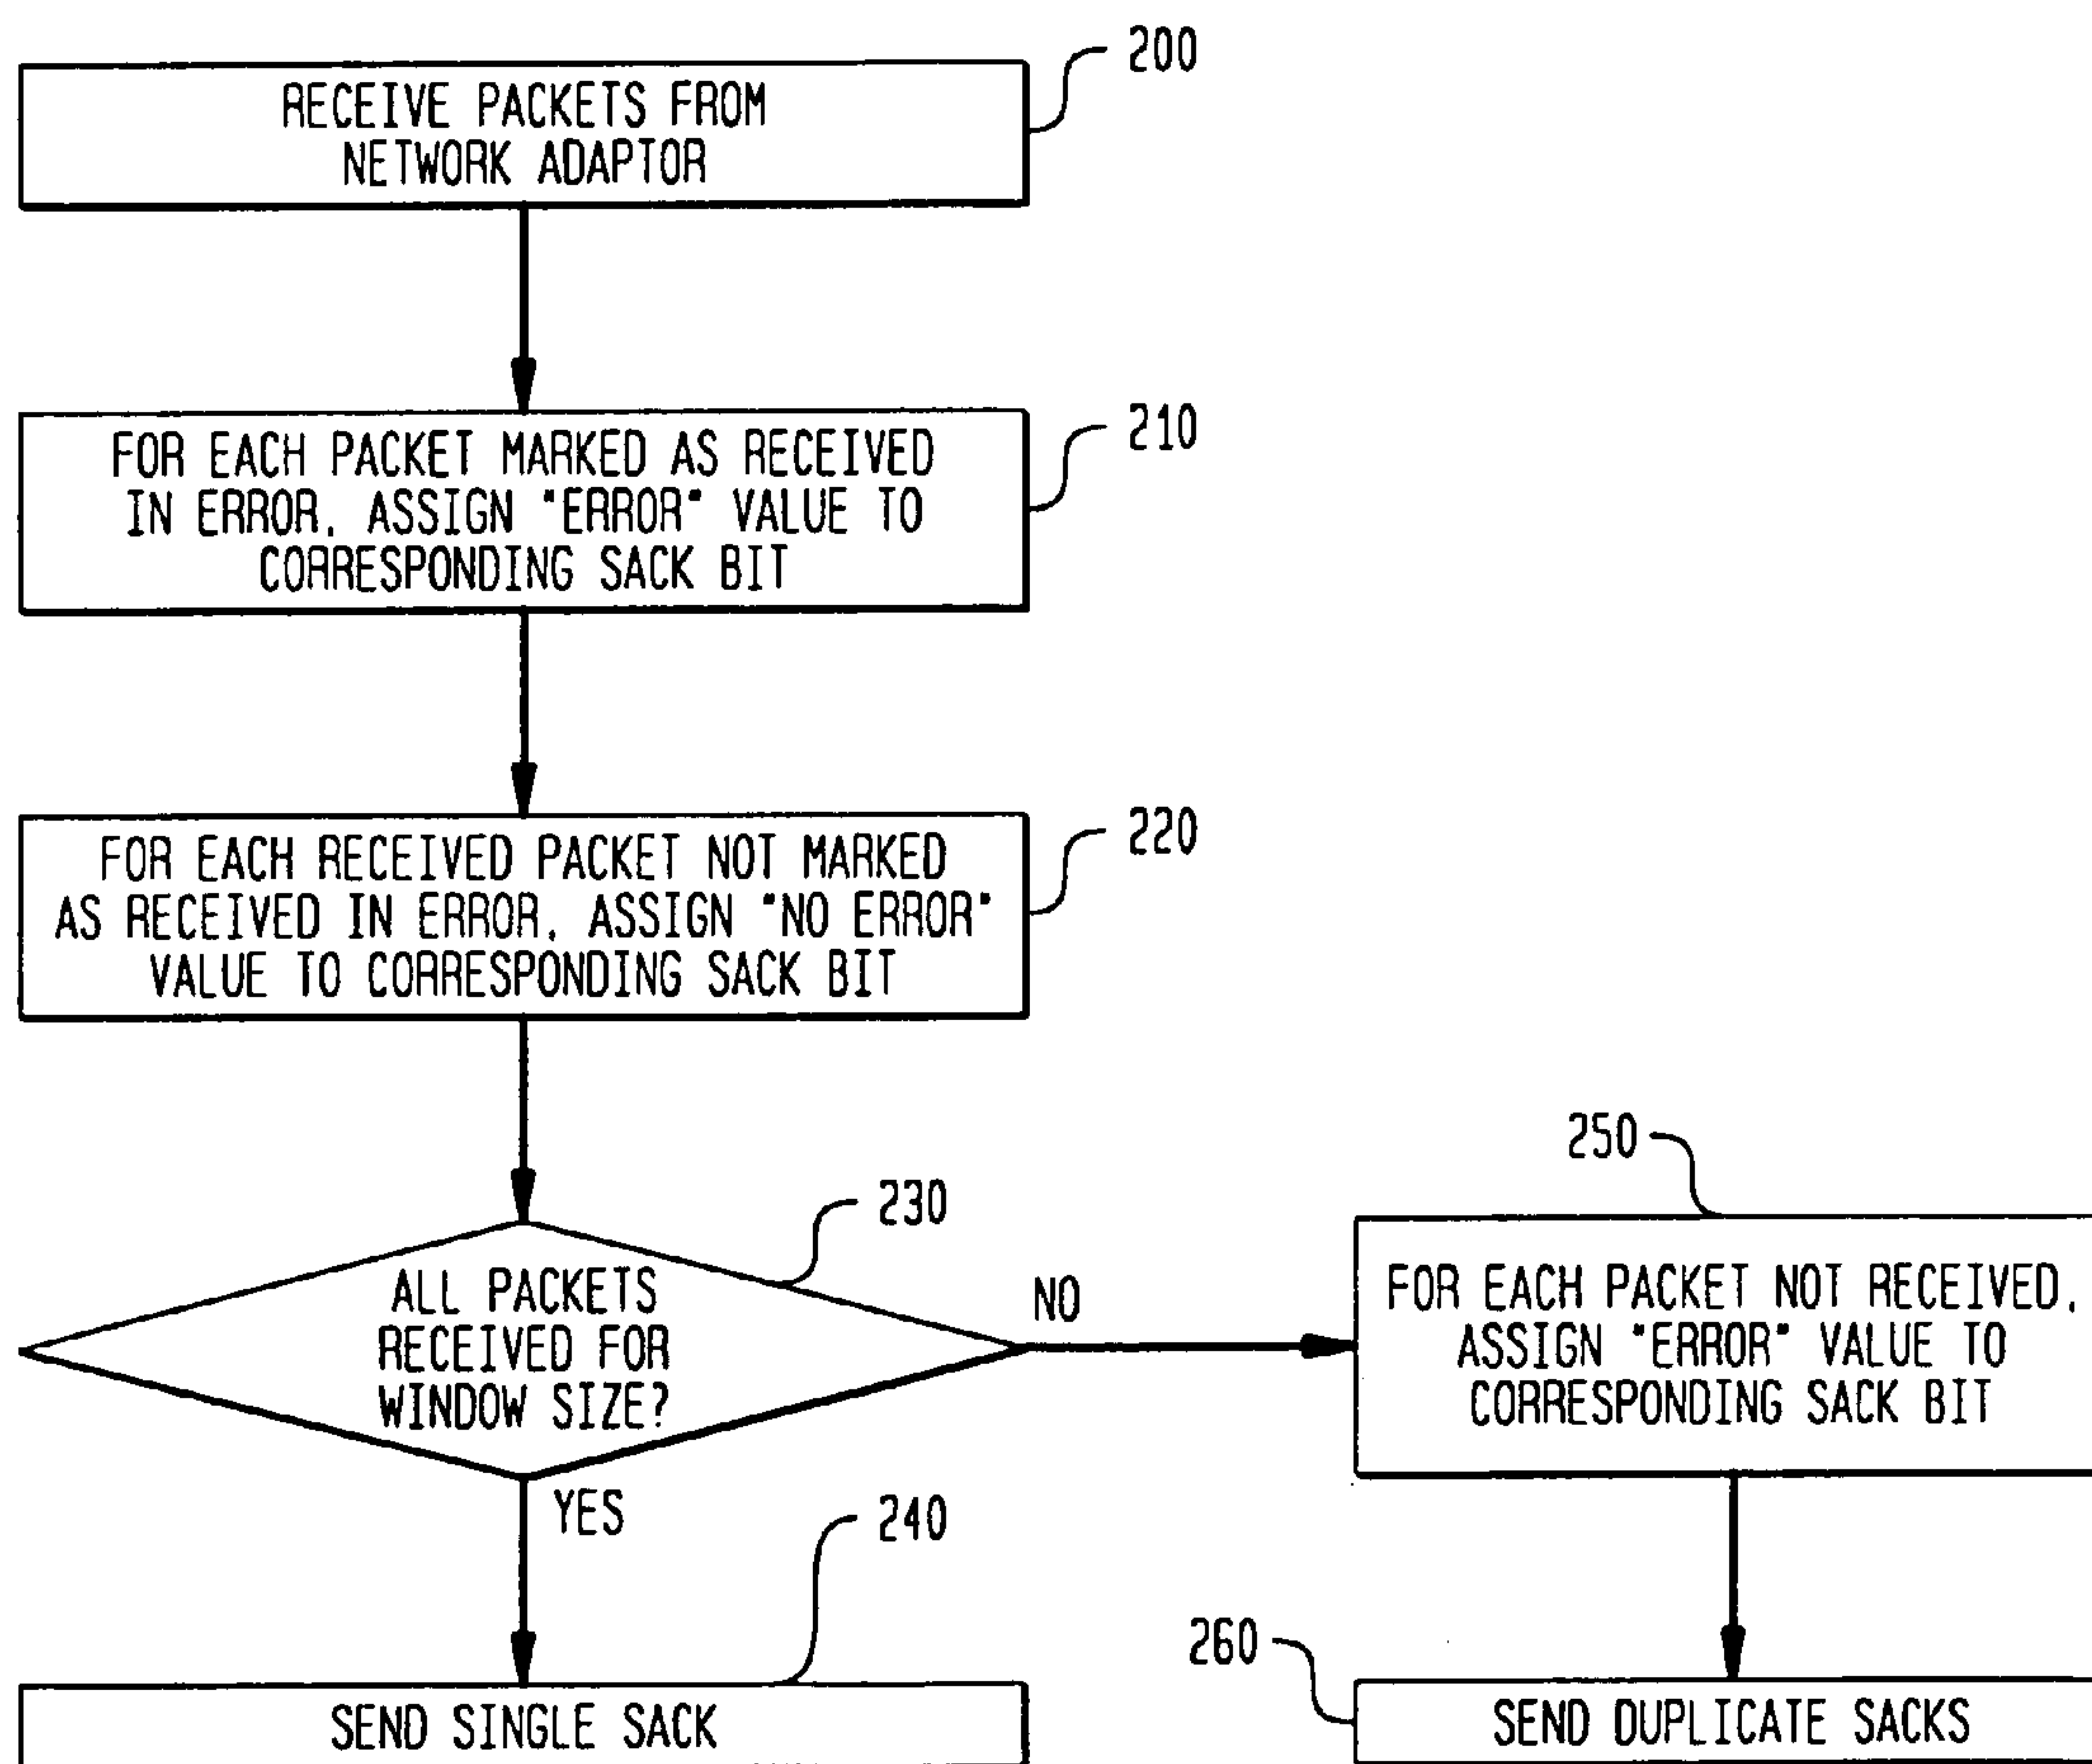 200
RECEIVE PACKETS FROM
NETWORK ADAPTOR
210
FOR EACH PACKET MARKED AS RECEIVED
IN ERROR, ASSIGN "ERROR" VALUE TO
CORRESPONDING SACK BIT
220
FOR EACH RECEIVED PACKET NOT MARKED
AS RECEIVED IN ERROR, ASSIGN "NO ERROR"
VALUE TO CORRESPONDING SACK BIT
230
ALL PACKETS
RECEIVED FOR
WINDOW SIZE?
NO
YES
250
FOR EACH PACKET NOT RECEIVED,
ASSIGN "ERROR" VALUE TO
CORRESPONDING SACK BIT
240
SEND SINGLE SACK
260
SEND DUPLICATE SACKS